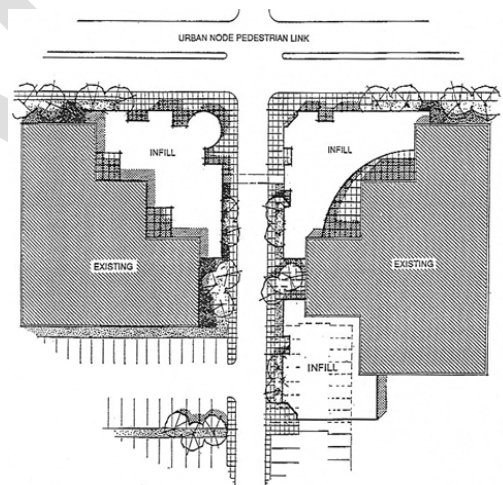 URBAN NODE PEDESTRIAN LINK
INFILL
INFILL
EXISTING
EXISTING
INFILL